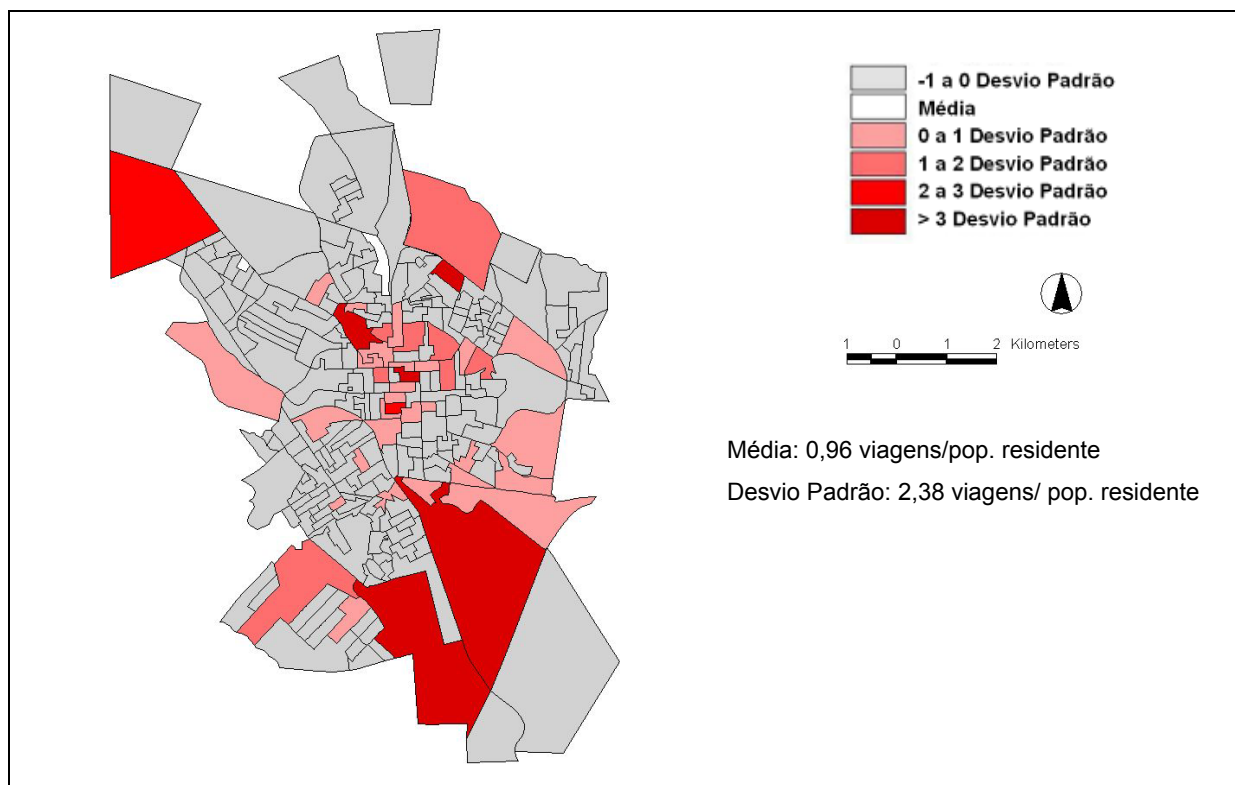 -1 a 0 Desvio Padrão
Média
0 a 1 Desvio Padrão
1 a 2 Desvio Padrão
2 a 3 Desvio Padrão
> 3 Desvio Padrão
1 0 1 2 Kilometers
Média: 0,96 viagens/pop. residente
Desvio Padrão: 2,38 viagens/ pop. residente